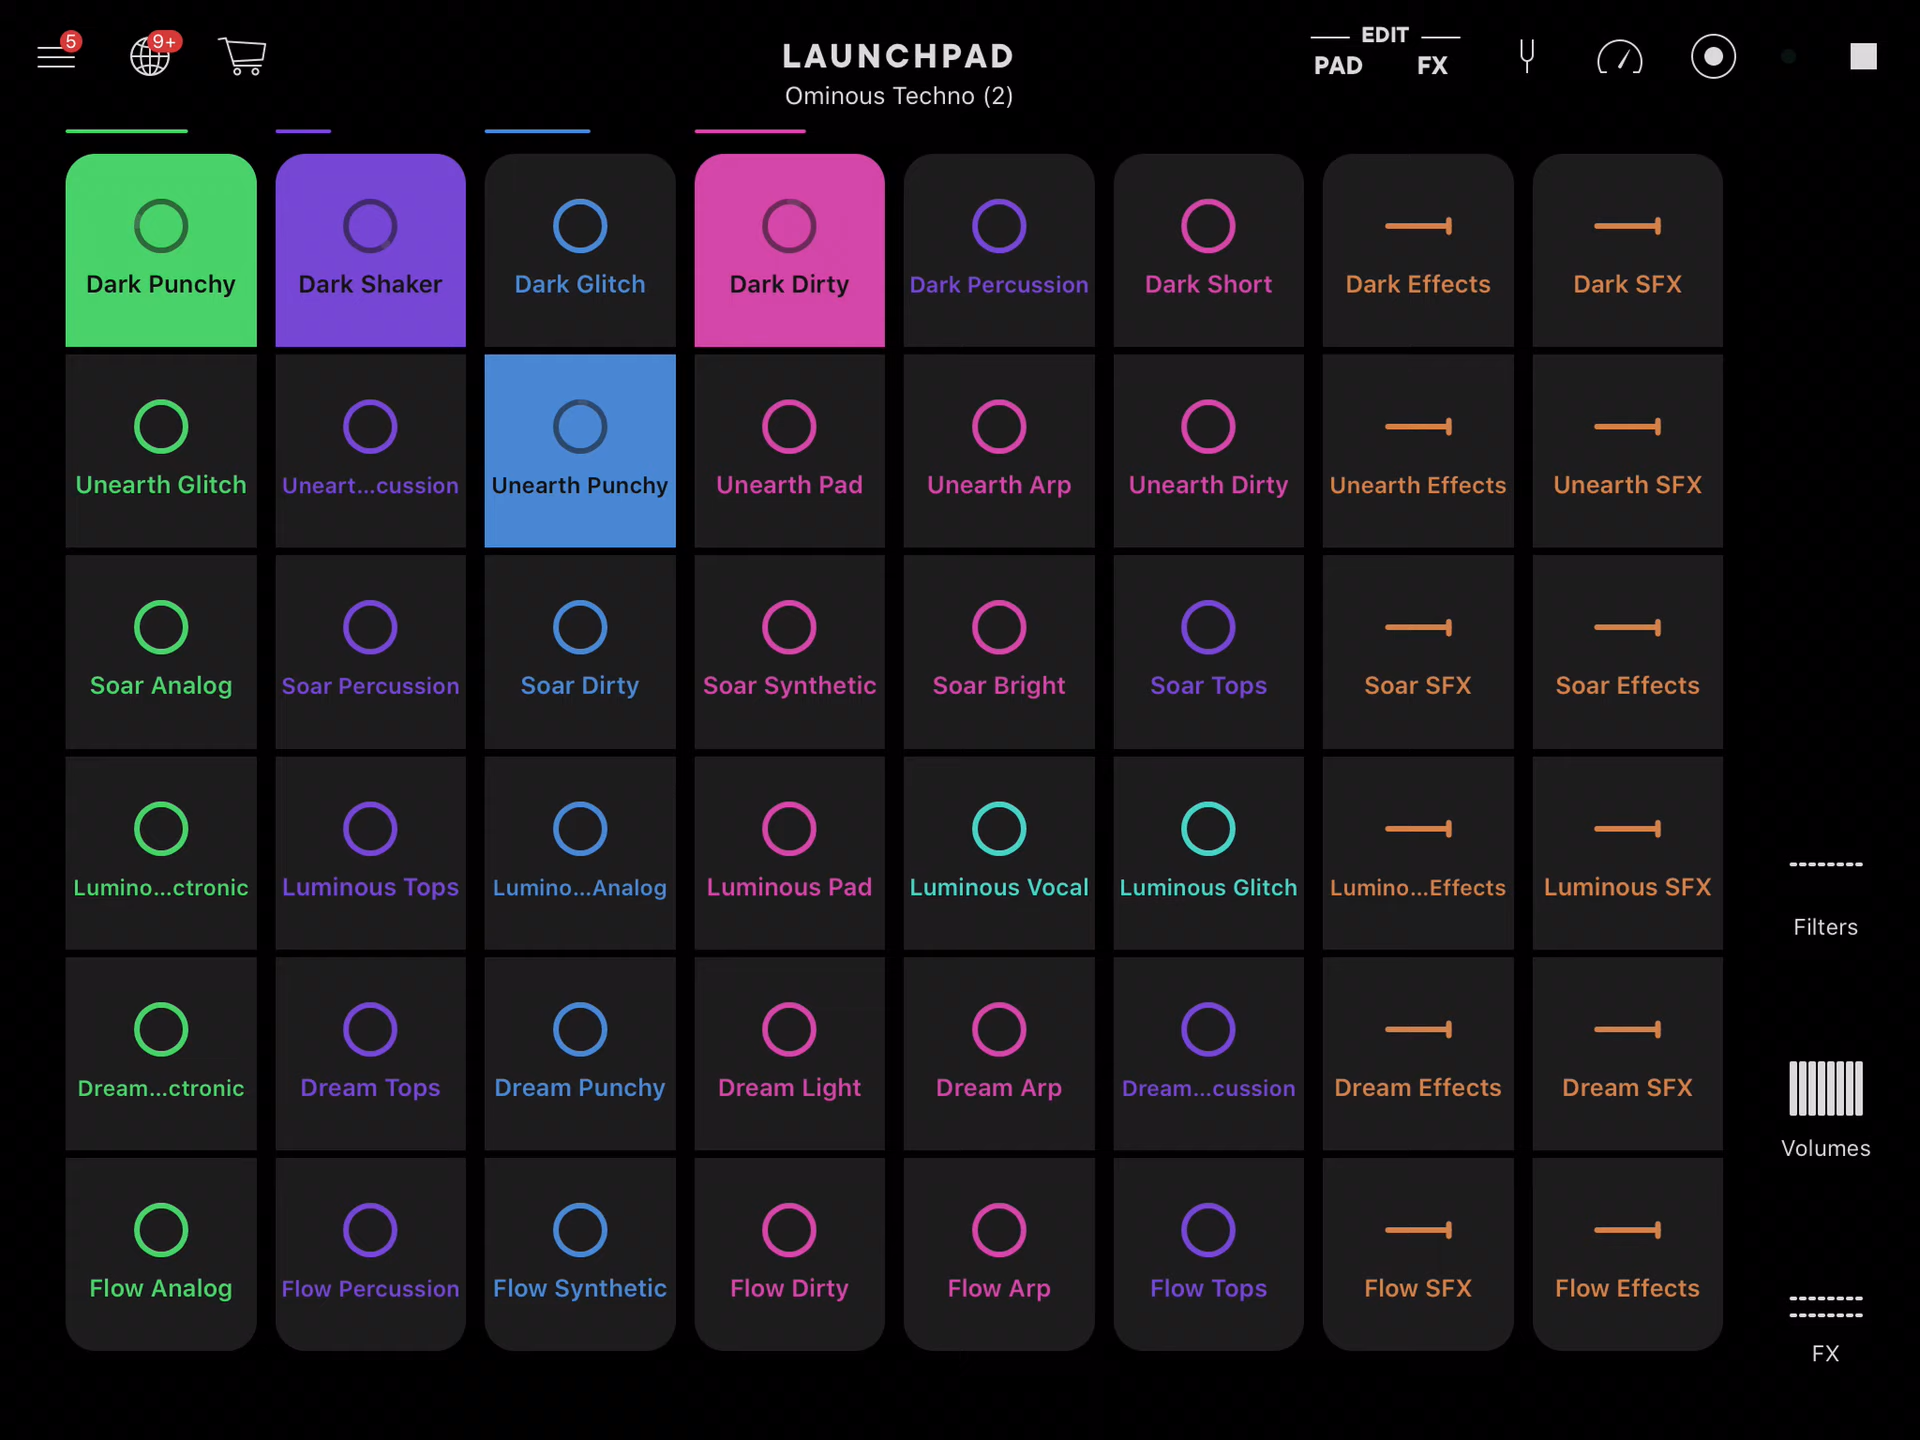 5
9+
LAUNCHPAD
Ominous Techno (2)
EDIT
PAD FX
Dark Punchy
Dark Shaker
Dark Glitch
Dark Dirty
Dark Percussion
Dark Short
Dark Effects
Dark SFX
Unearth Glitch
Uneart...cussion
Unearth Punchy
Unearth Pad
Unearth Arp
Unearth Dirty
Unearth Effects
Unearth SFX
Soar Analog
Soar Percussion
Soar Dirty
Soar Synthetic
Soar Bright
Soar Tops
Soar SFX
Soar Effects
Lumino...ctronic
Luminous Tops
Lumino...Analog
Luminous Pad
Luminous Vocal
Luminous Glitch
Lumino...Effects
Luminous SFX
Filters
Dream...ctronic
Dream Tops
Dream Punchy
Dream Light
Dream Arp
Dream...cussion
Dream Effects
Dream SFX
Volumes
Flow Analog
Flow Percussion
Flow Synthetic
Flow Dirty
Flow Arp
Flow Tops
Flow SFX
Flow Effects
FX